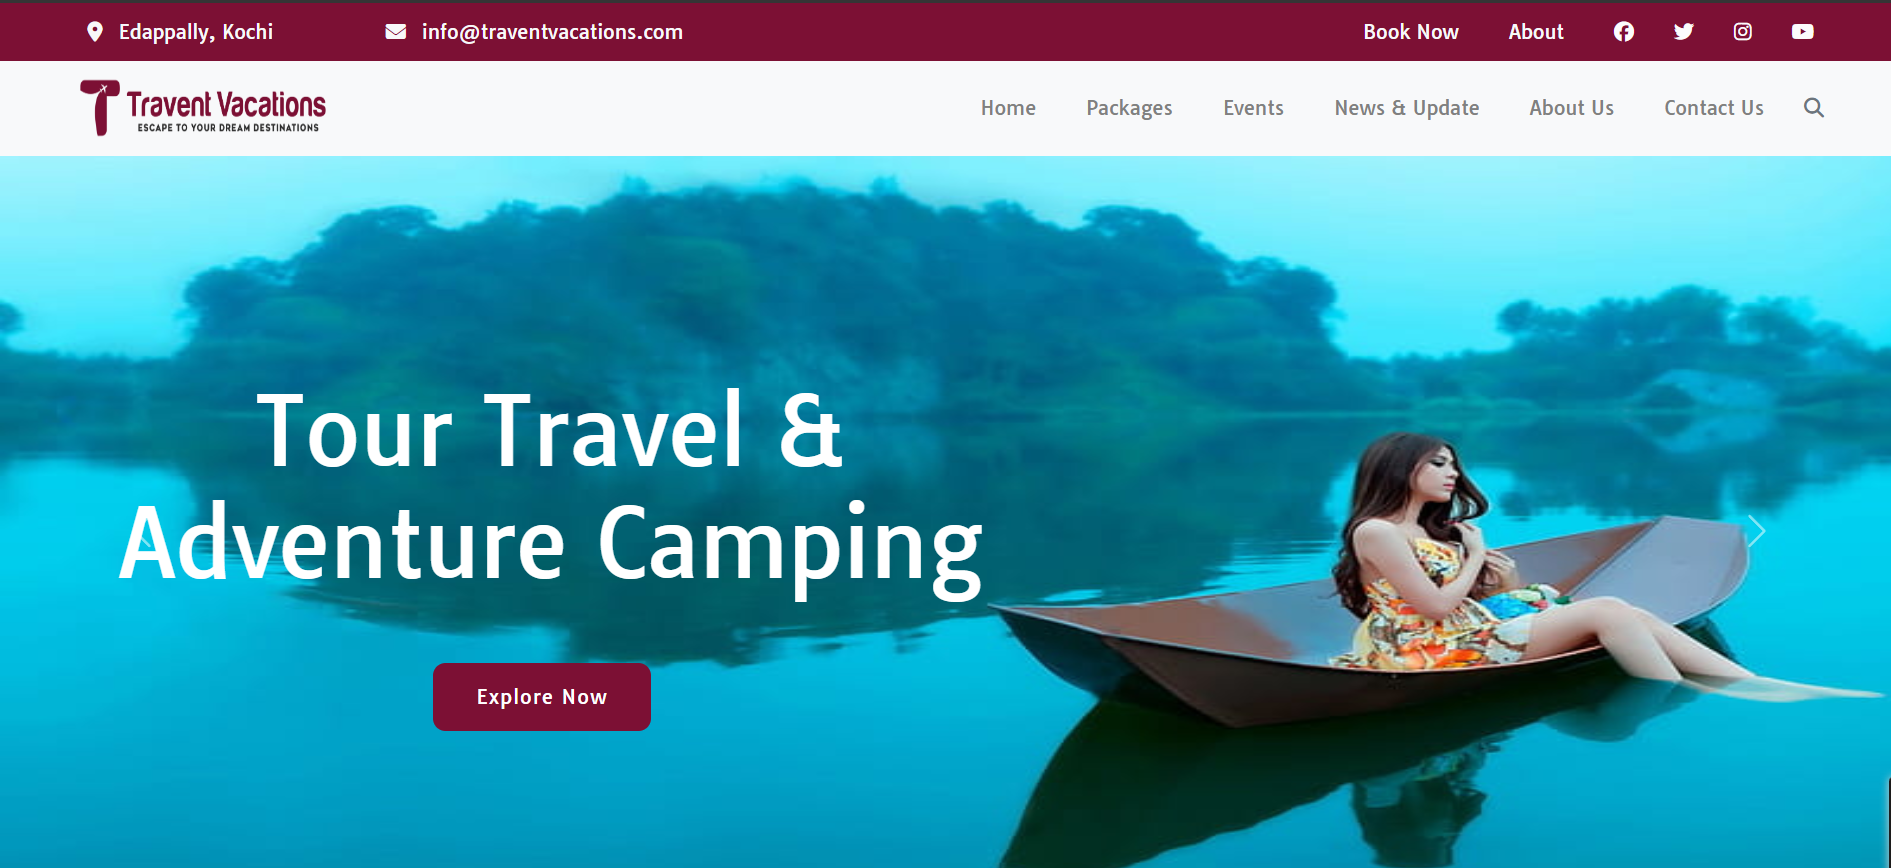 Edappally, Kochi
info@traventvacations.com
Book Now
About
Travent Vacations
ESCAPE TO YOUR DREAM DESTINATIONS
Home
Packages
Events
News & Update
About Us
Contact Us
Tour Travel &
Adventure Camping
Explore Now